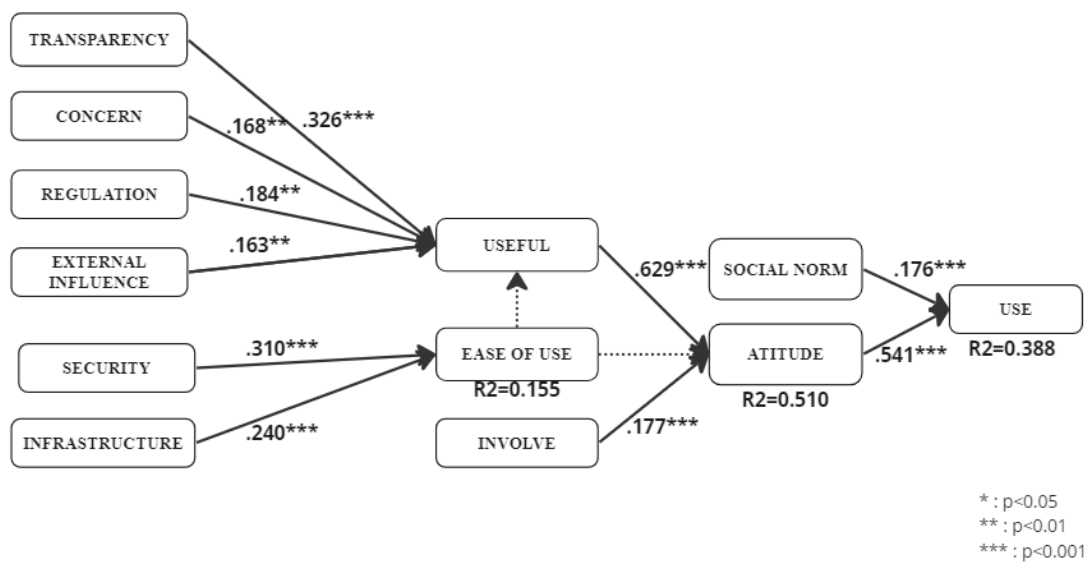 TRANSPARENCY
CONCERN
.168**
.326***
REGULATION
.184**
EXTERNAL
INFLUENCE
.163**
USEFUL
.629***
SOCIAL NORM
.176***
USE
R2=0.388
SECURITY
.310***
EASE OF USE
R2=0.155
ATITUDE
R2=0.510
.541***
INFRASTRUCTURE
.240***
INVOLVE
.177***
* : p<0.05
** : p<0.01
*** : p<0.001